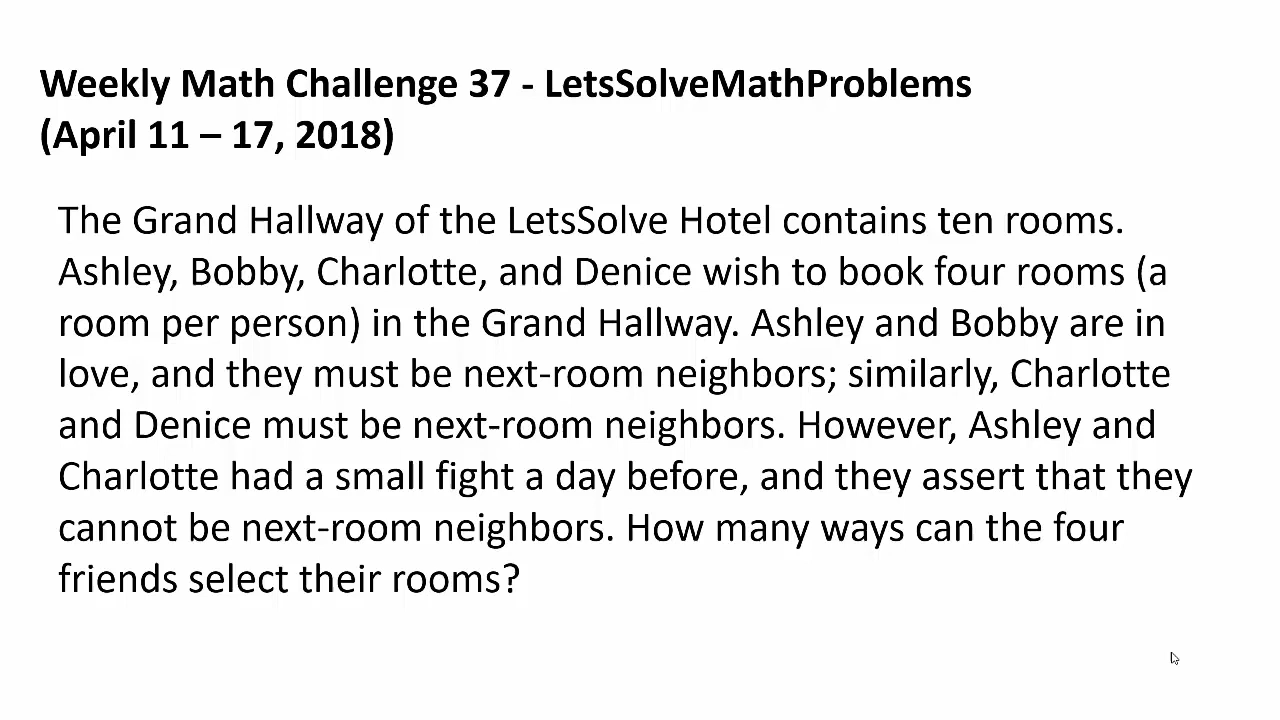 Weekly Math Challenge 37 - LetsSolveMathProblems
(April 11 – 17, 2018)
The Grand Hallway of the LetsSolve Hotel contains ten rooms.
Ashley, Bobby, Charlotte, and Denice wish to book four rooms (a
room per person) in the Grand Hallway. Ashley and Bobby are in
love, and they must be next-room neighbors; similarly, Charlotte
and Denice must be next-room neighbors. However, Ashley and
Charlotte had a small fight a day before, and they assert that they
cannot be next-room neighbors. How many ways can the four
friends select their rooms?